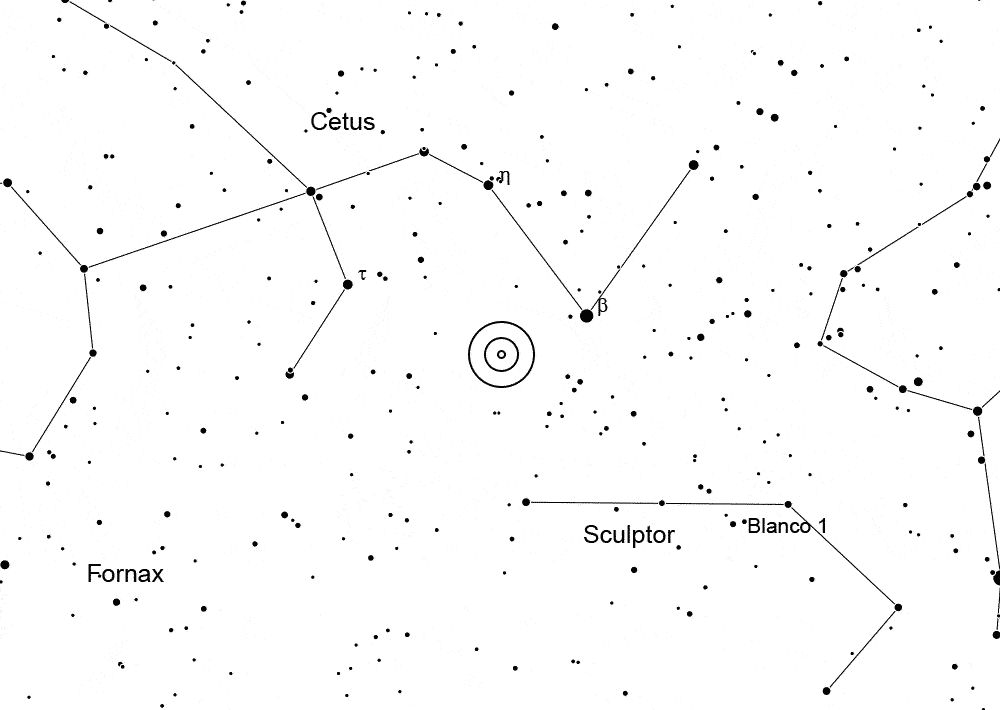 Cetus
η
τ
β
Sculptor
Blanco 1
Fornax